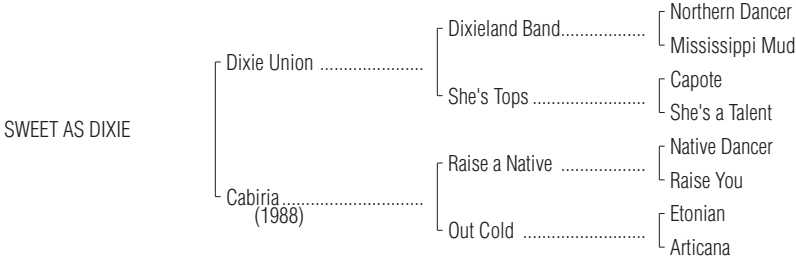 Northern Dancer
Dixieland Band....................
Mississippi Mud
Dixie Union ........................
Capote
She's Tops ..........................
She's a Talent
SWEET AS DIXIE
Native Dancer
Raise a Native ....................
Raise You
Cabiria................................
(1988)
Etonian
Out Cold ............................
Articana